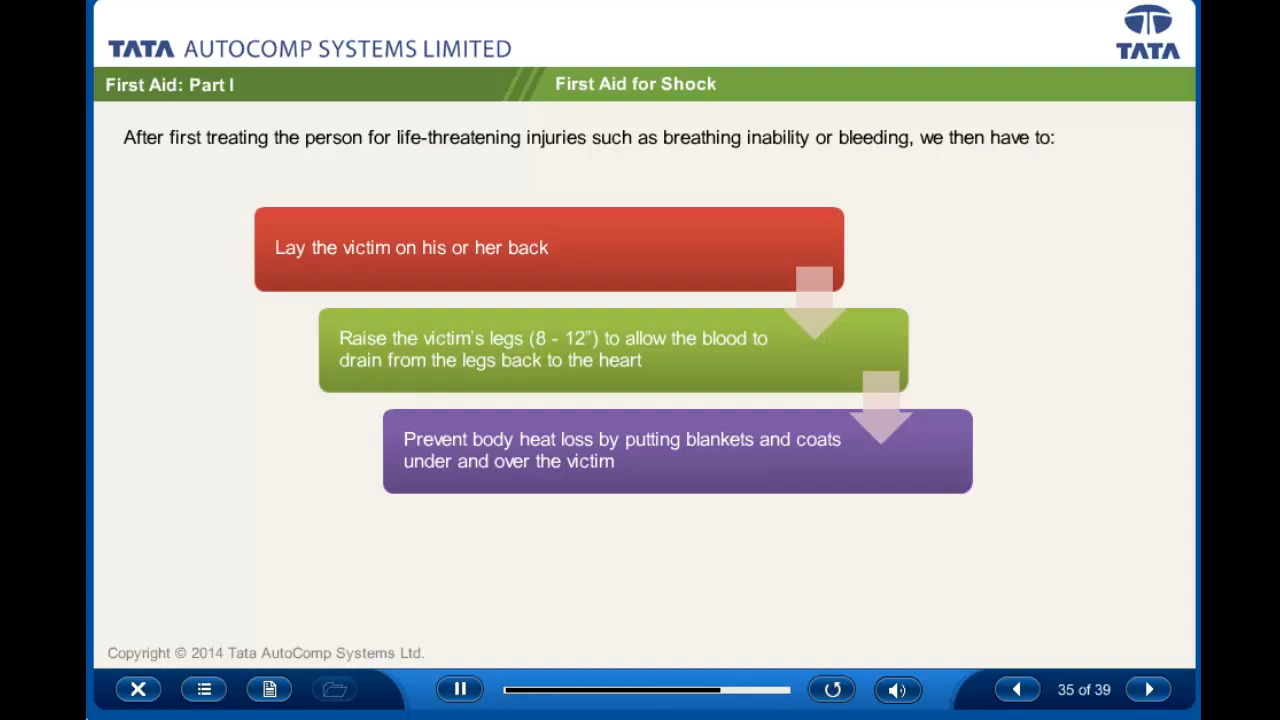 TATA AUTOCOMP SYSTEMS LIMITED
TATA
First Aid: Part I
First Aid for Shock
After first treating the person for life-threatening injuries such as breathing inability or bleeding, we then have to:
Lay the victim on his or her back
Raise the victim's legs (8 - 12”) to allow the blood to
drain from the legs back to the heart
Prevent body heat loss by putting blankets and coats
under and over the victim
Copyright © 2014 Tata AutoComp Systems Ltd.
35 of 39